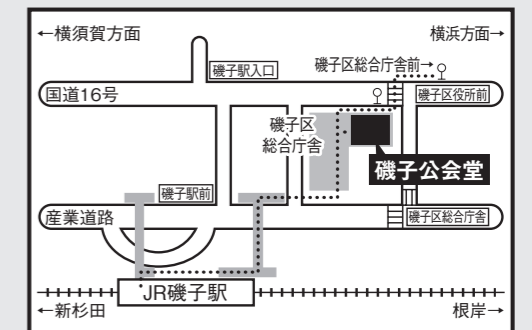 ←横須賀方面
横浜方面→
磯子駅入口
磯子区総合庁舎前→
国道16号
磯子区役所前
磯子区
総合庁舎
磯子公会堂
磯子駅前
産業道路
磯子区総合庁舎
JR磯子駅
←新杉田
根岸→